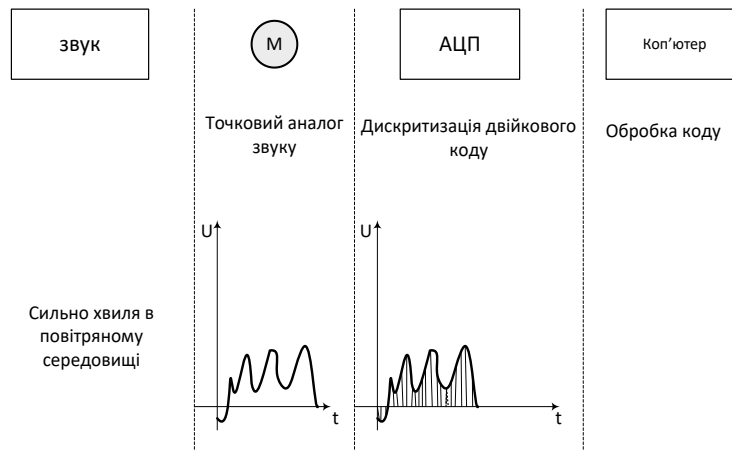 звук
М
АЦП
Коп’ютер
Точковий аналог
звуку
Дискритизація двійкового
коду
Обробка коду
Сильно хвиля в
повітряному
середовищі
U
t
U
t